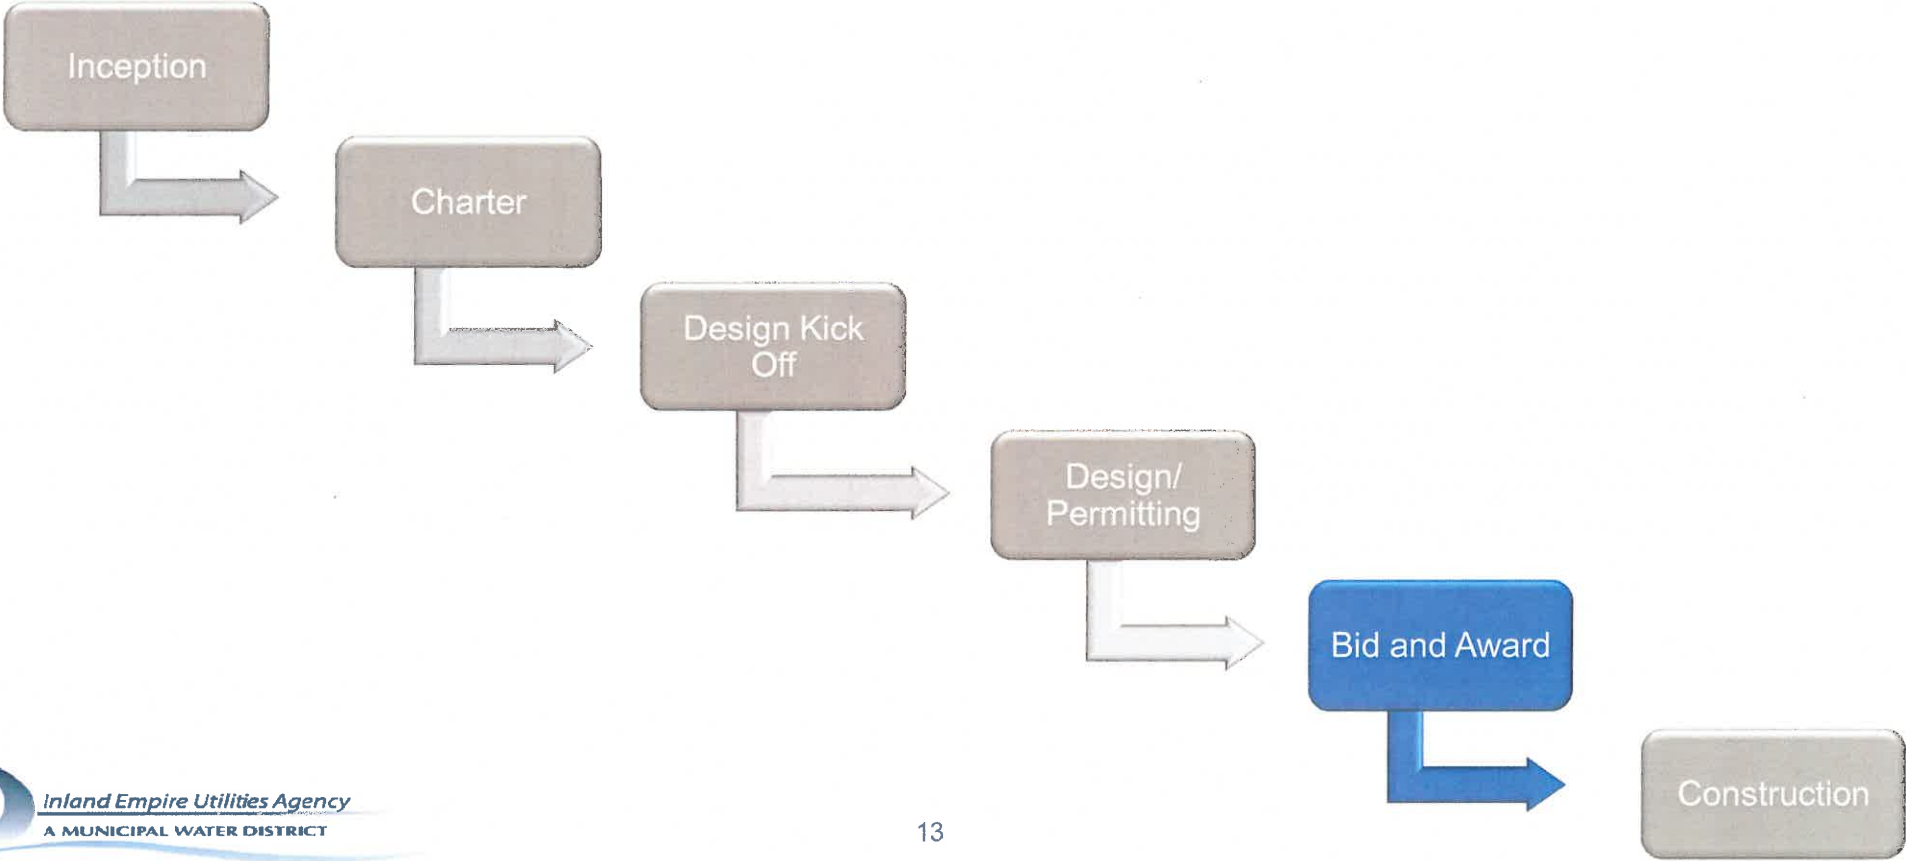 Inception
Charter
Design Kick
Off
Design/
Permitting
Bid and Award
Construction
Inland Empire Utilities Agency
A MUNICIPAL WATER DISTRICT
13